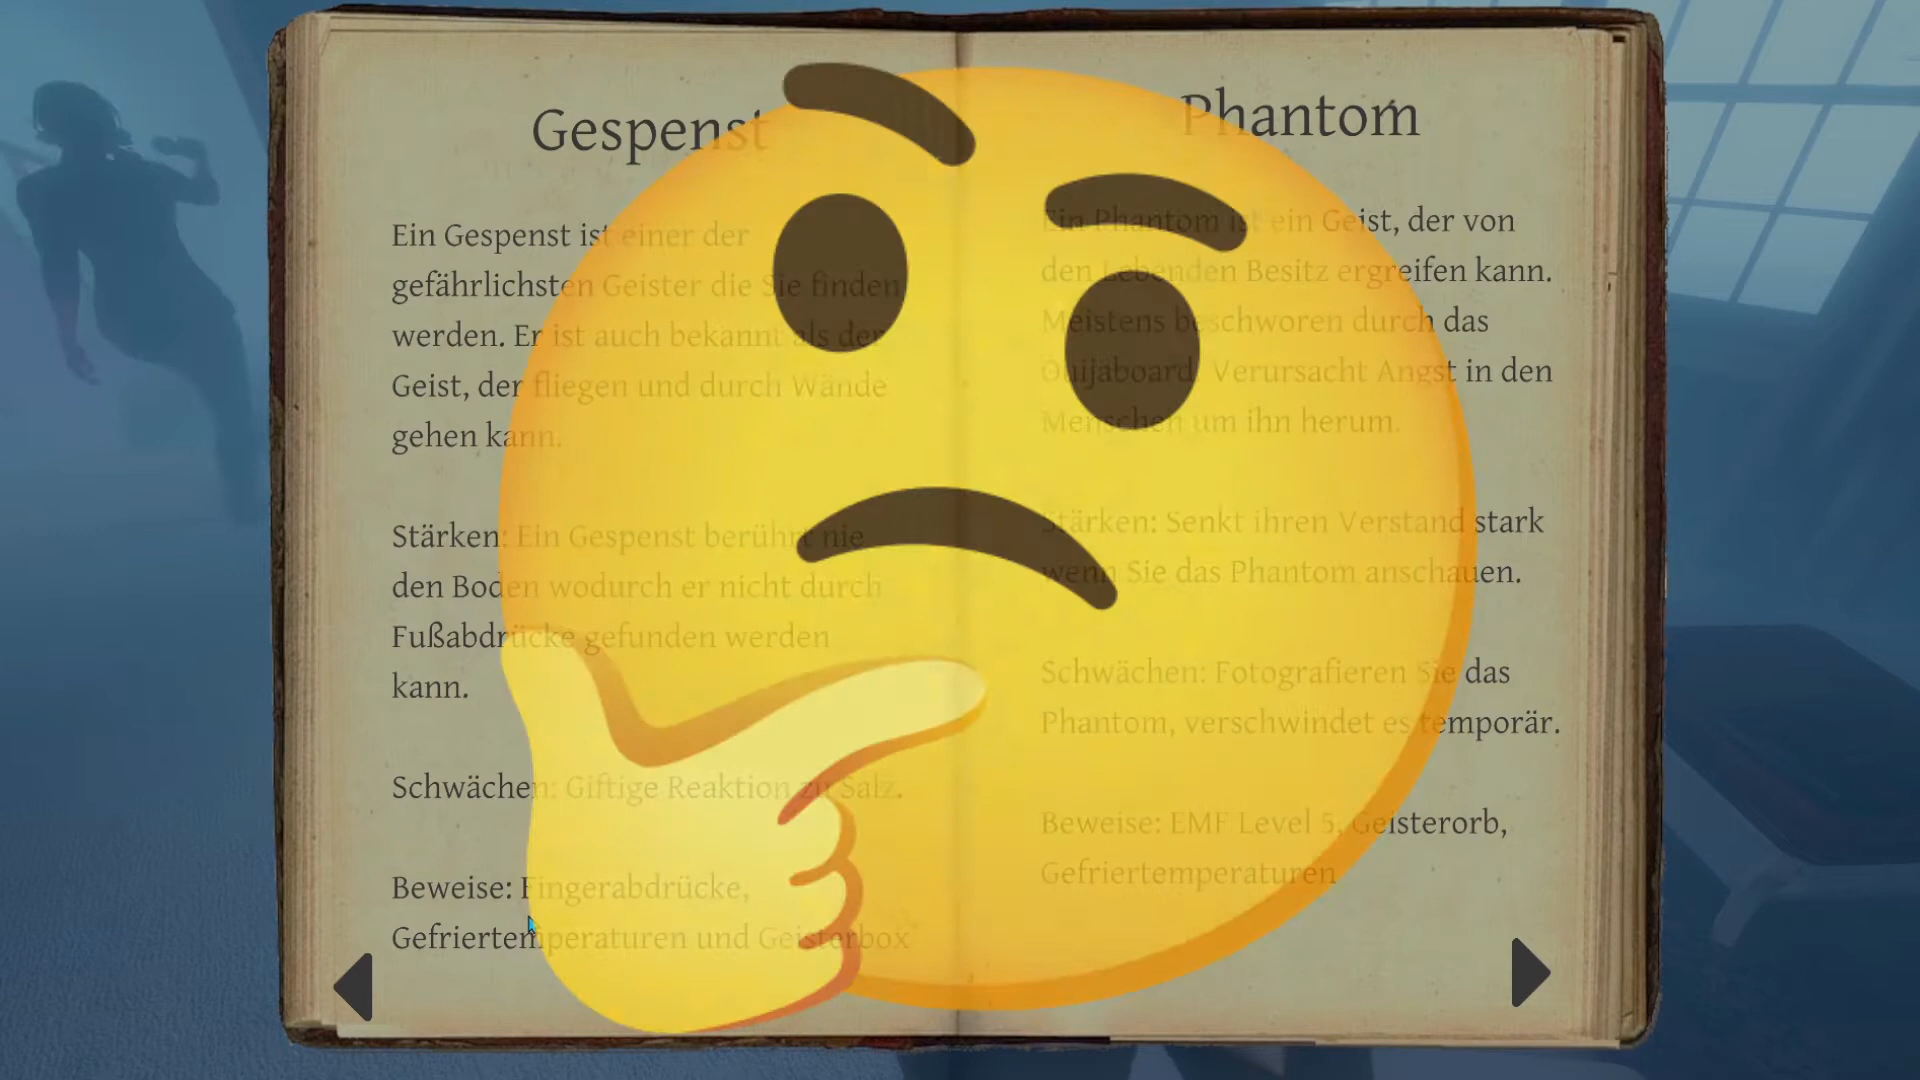 Gespenst
Ein Gespenst ist einer der
gefährlichsten Geister die Sie finden
werden. Er ist auch bekannt als der
Geist, der fliegen und durch Wände
gehen kann.
Stärken: Ein Gespenst berührt nie
den Boden wodurch er nicht durch
Fußabdrücke gefunden werden
kann.
Schwächen: Giftige Reaktion zu Salz.
Beweise: Fingerabdrücke,
Gefriertemperaturen und Geisterbox
Phantom
Ein Phantom ist ein Geist, der von
den Lebenden Besitz ergreifen kann.
Meistens beschworen durch das
Ouijaboard. Verursacht Angst in den
Menschen um ihn herum.
Stärken: Senkt ihren Verstand stark
wenn Sie das Phantom anschauen.
Schwächen: Fotografieren Sie das
Phantom, verschwindet es temporär.
Beweise: EMF Level 5, Geisterorb,
Gefriertemperaturen